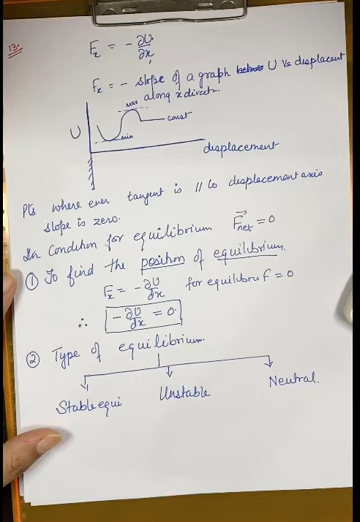 13.
Fx = - ∂U/∂x
Fx = - slope of a graph U Vs displacement
along x directn.
max
const
U
min
displacement
Pts where ever tangent is // to displacement axis
slope is zero.
In Condition for equilibrium F⃗net = 0
① To find the position of equilibrium
Fx = - ∂U/∂x for equilibru F = 0
∴ - ∂U/∂x = 0
② Type of equilibrium
Stable equi Unstable Neutral.